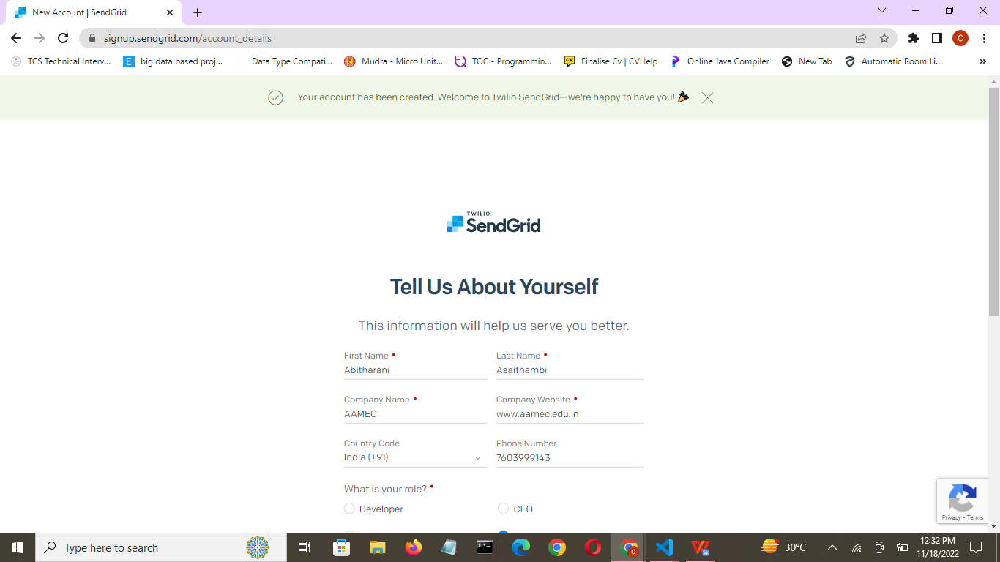 New Account | SendGrid
signup.sendgrid.com/account_details
C
TCS Technical Interv... E big data based proj... Data Type Compati... Mudra - Micro Unit... TOC - Programmin... CV Finalise Cv | CVHelp Online Java Compiler New Tab Automatic Room Li... »
Your account has been created. Welcome to Twilio SendGrid—we're happy to have you!
TWILIO
SendGrid
Tell Us About Yourself
This information will help us serve you better.
First Name • Last Name •
Abitharani Asaithambi
Company Name • Company Website •
AAMEC www.aamec.edu.in
Country Code Phone Number
India (+91) 7603999143
What is your role? •
Developer CEO
Privacy - Terms
Type here to search
30°C
12:32 PM
11/18/2022